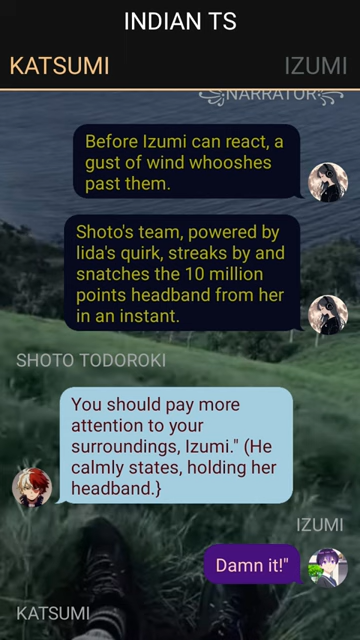 INDIAN TS
KATSUMI
IZUMI
NARRATOR
Before Izumi can react, a
gust of wind whooshes
past them.
Shoto's team, powered by
Iida's quirk, streaks by and
snatches the 10 million
points headband from her
in an instant.
SHOTO TODOROKI
You should pay more
attention to your
surroundings, Izumi." (He
calmly states, holding her
headband.}
IZUMI
Damn it!"
KATSUMI